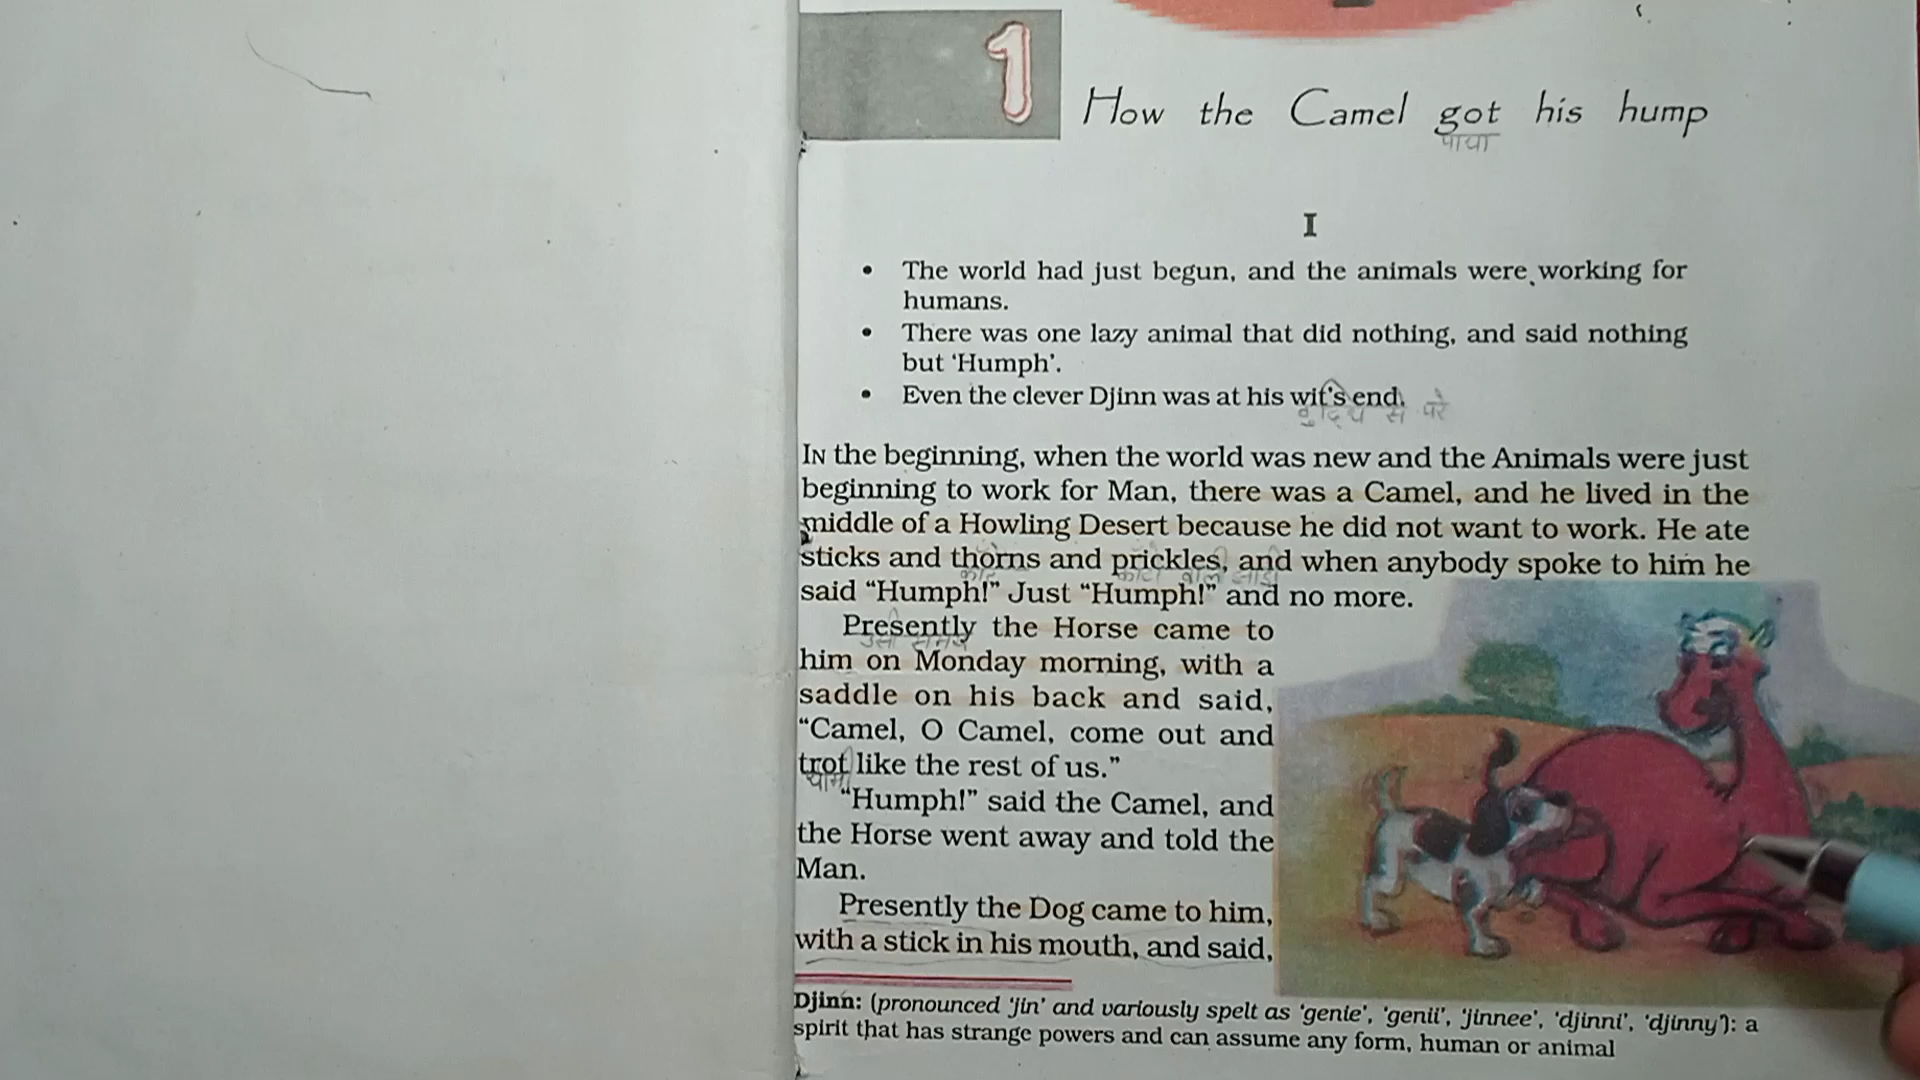 1
How the Camel got his hump
पाया
I
• The world had just begun, and the animals were working for
humans.
• There was one lazy animal that did nothing, and said nothing
but ‘Humph’.
• Even the clever Djinn was at his wit’s end.
बुद्धि से परे
IN the beginning, when the world was new and the Animals were just
beginning to work for Man, there was a Camel, and he lived in the
middle of a Howling Desert because he did not want to work. He ate
sticks and thorns and prickles, and when anybody spoke to him he
said “Humph!” Just “Humph!” and no more.
Presently the Horse came to
उसी समय
him on Monday morning, with a
saddle on his back and said,
“Camel, O Camel, come out and
trot like the rest of us.”
“Humph!” said the Camel, and
the Horse went away and told the
Man.
Presently the Dog came to him,
with a stick in his mouth, and said,
Djinn: (pronounced ‘jin’ and variously spelt as ‘genie’, ‘genii’, ‘jinnee’, ‘djinni’, ‘djinny’): a
spirit that has strange powers and can assume any form, human or animal